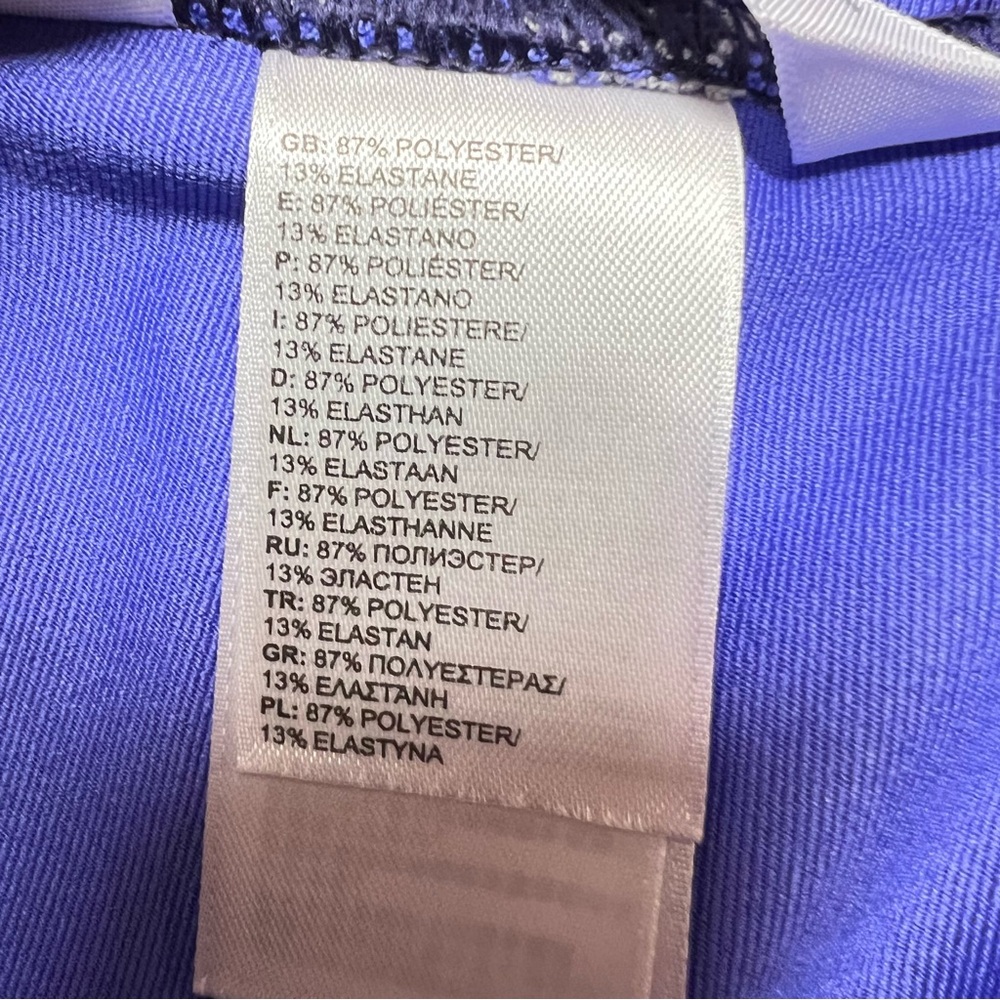 GB: 87% POLYESTER/
13% ELASTANE
E: 87% POLIÉSTER/
13% ELASTANO
P: 87% POLIÉSTER/
13% ELASTANO
I: 87% POLIESTERE/
13% ELASTANE
D: 87% POLYESTER/
13% ELASTHAN
NL: 87% POLYESTER/
13% ELASTAAN
F: 87% POLYESTER/
13% ELASTHANNE
RU: 87% ПОЛИЭСТЕР/
13% ЭЛАСТЕН
TR: 87% POLYESTER/
13% ELASTAN
GR: 87% ΠΟΛΥΕΣΤΕΡΑΣ/
13% ΕΛΑΣΤΆΝΗ
PL: 87% POLYESTER/
13% ELASTYNA